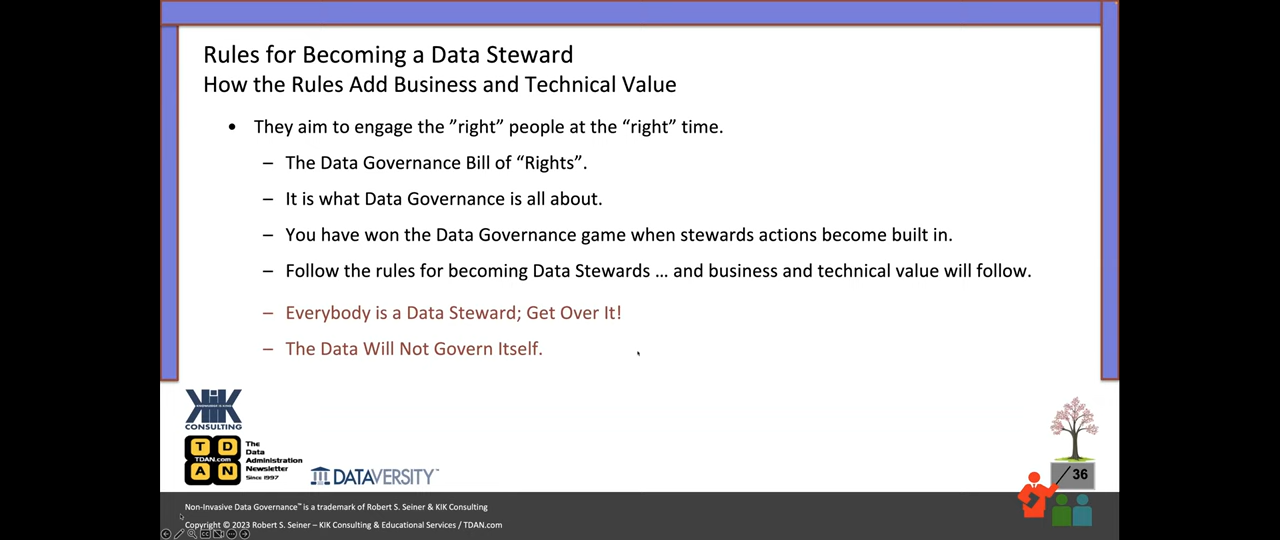 Rules for Becoming a Data Steward
How the Rules Add Business and Technical Value
• They aim to engage the ”right” people at the “right” time.
– The Data Governance Bill of “Rights”.
– It is what Data Governance is all about.
– You have won the Data Governance game when stewards actions become built in.
– Follow the rules for becoming Data Stewards … and business and technical value will follow.
– Everybody is a Data Steward; Get Over It!
– The Data Will Not Govern Itself.
KIK
CONSULTING
T D
TDAN.com
A N
The
Data
Administration
Newsletter
Since 1997
DATAVERSITY™
/ 36
Non-Invasive Data Governance™ is a trademark of Robert S. Seiner & KIK Consulting
Copyright © 2023 Robert S. Seiner – KIK Consulting & Educational Services / TDAN.com